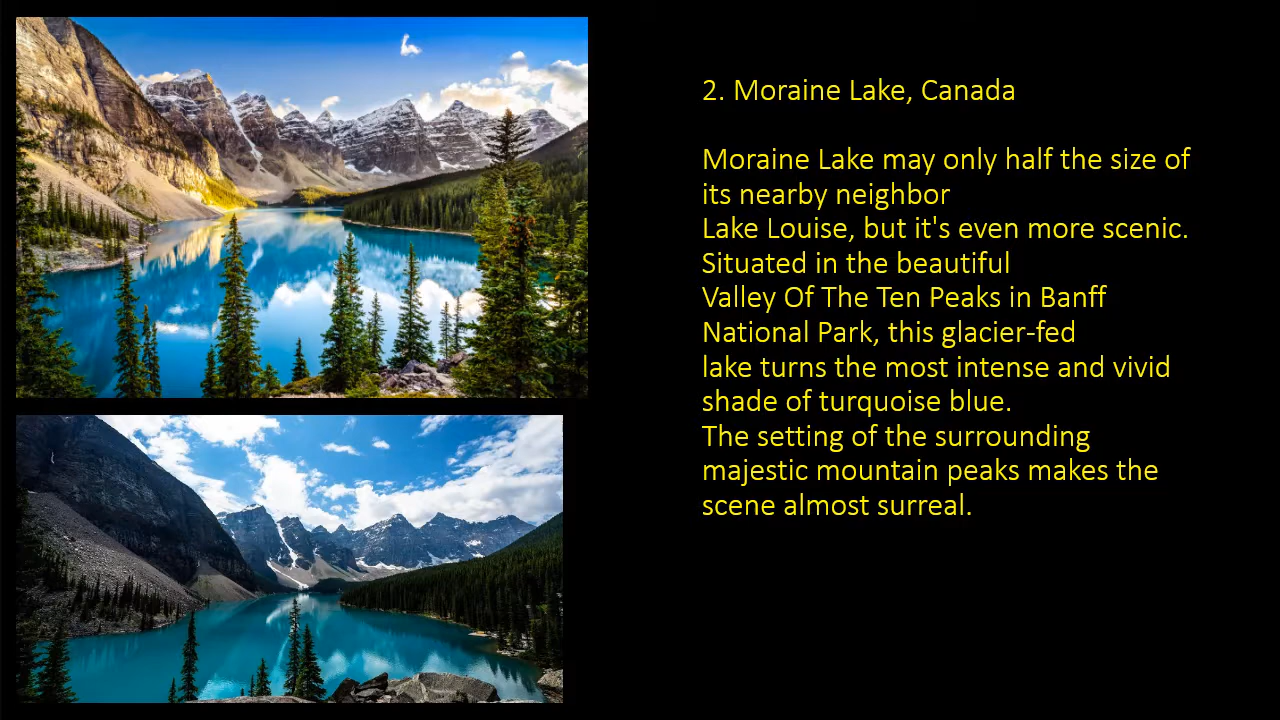 2. Moraine Lake, Canada
Moraine Lake may only half the size of
its nearby neighbor
Lake Louise, but it's even more scenic.
Situated in the beautiful
Valley Of The Ten Peaks in Banff
National Park, this glacier-fed
lake turns the most intense and vivid
shade of turquoise blue.
The setting of the surrounding
majestic mountain peaks makes the
scene almost surreal.